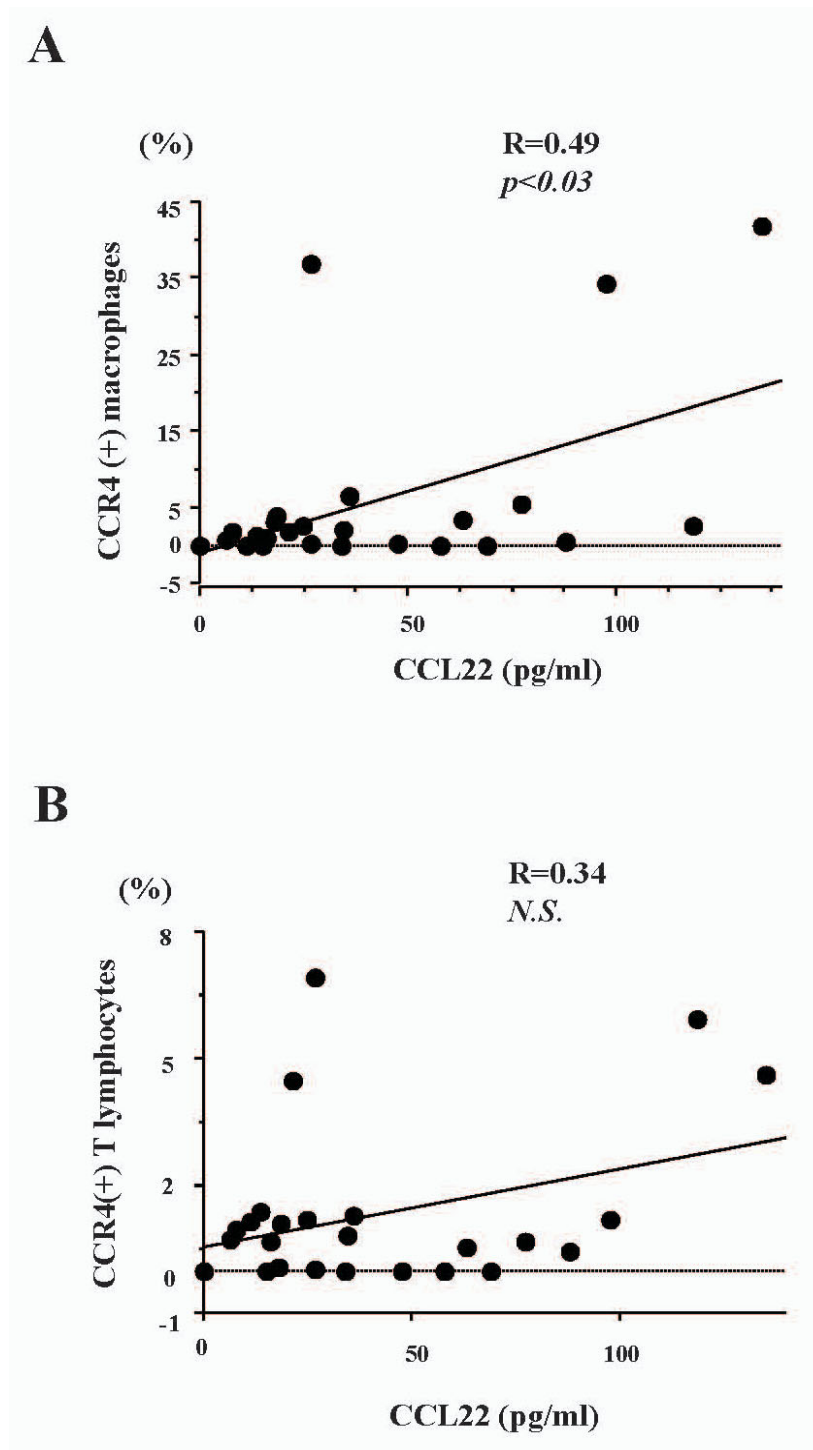 A
(%)
R=0.49
p<0.03
CCR4 (+) macrophages
45
35
25
15
5
0
-5
0
50
100
CCL22 (pg/ml)
B
(%)
R=0.34
N.S.
CCR4(+) T lymphocytes
8
5
2
0
-1
0
50
100
CCL22 (pg/ml)